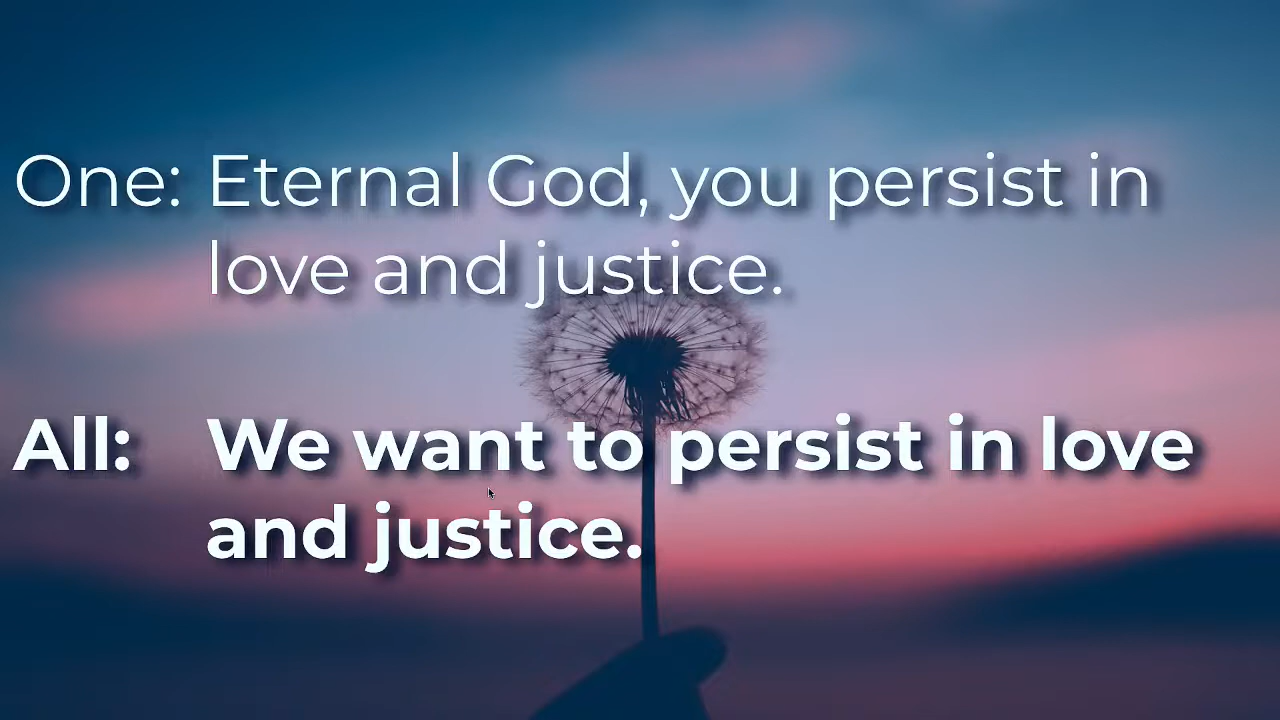 One: Eternal God, you persist in
love and justice.
All: We want to persist in love
and justice.